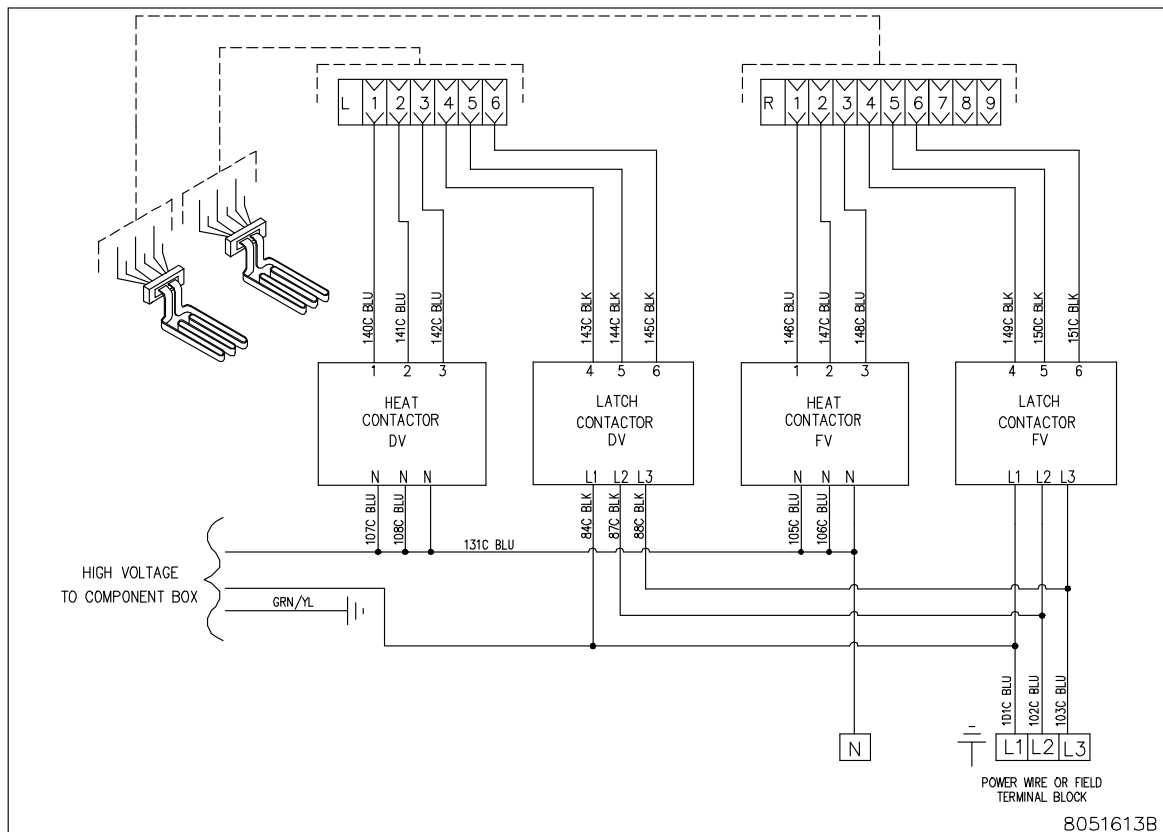 L 1 2 3 4 5 6
R 1 2 3 4 5 6 7 8 9
140C BLU
141C BLU
142C BLU
143C BLK
144C BLK
145C BLK
146C BLU
147C BLU
148C BLU
149C BLK
150C BLK
151C BLK
1 2 3
HEAT
CONTACTOR
DV
N N N
4 5 6
LATCH
CONTACTOR
DV
L1 L2 L3
1 2 3
HEAT
CONTACTOR
FV
N N N
4 5 6
LATCH
CONTACTOR
FV
L1 L2 L3
107C BLU
108C BLU
84C BLK
87C BLK
88C BLK
105C BLU
106C BLU
131C BLU
HIGH VOLTAGE
TO COMPONENT BOX
GRN/YL
101C BLU
102C BLU
103C BLU
N
L1 L2 L3
POWER WIRE OR FIELD
TERMINAL BLOCK
8051613B